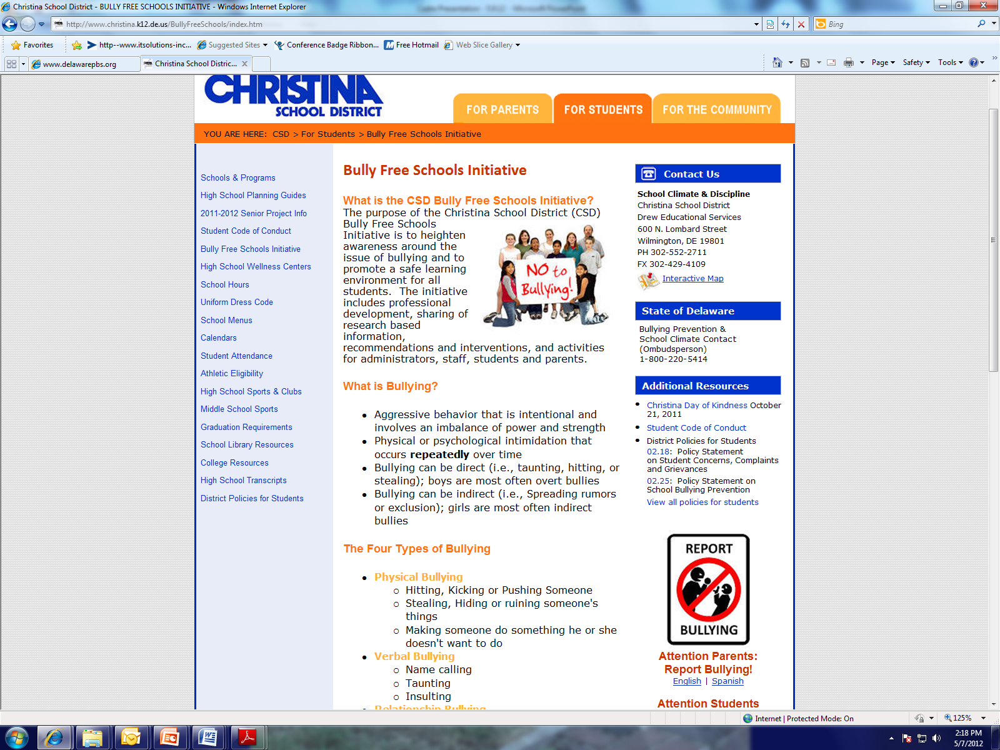 Christina School District - BULLY FREE SCHOOLS INITIATIVE - Windows Internet Explorer
http://www.christina.k12.de.us/BullyFreeSchools/index.htm
Bing
Favorites
http--www.itsolutions-inc...
Suggested Sites
Conference Badge Ribbon...
Free Hotmail
Web Slice Gallery
www.delawarepbs.org
Christina School Distric...
Page
Safety
Tools
CHRISTINA
SCHOOL DISTRICT
FOR PARENTS
FOR STUDENTS
FOR THE COMMUNITY
YOU ARE HERE: CSD > For Students > Bully Free Schools Initiative
Schools & Programs
High School Planning Guides
2011-2012 Senior Project Info
Student Code of Conduct
Bully Free Schools Initiative
High School Wellness Centers
School Hours
Uniform Dress Code
School Menus
Calendars
Student Attendance
Athletic Eligibility
High School Sports & Clubs
Middle School Sports
Graduation Requirements
School Library Resources
College Resources
High School Transcripts
District Policies for Students
Bully Free Schools Initiative
What is the CSD Bully Free Schools Initiative?
The purpose of the Christina School District (CSD)
Bully Free Schools
Initiative is to heighten
awareness around the
issue of bullying and to
promote a safe learning
environment for all
students. The initiative
includes professional
development, sharing of
research based
information,
recommendations and interventions, and activities
for administrators, staff, students and parents.
NO to
Bullying!
What is Bullying?
Aggressive behavior that is intentional and
involves an imbalance of power and strength
Physical or psychological intimidation that
occurs repeatedly over time
Bullying can be direct (i.e., taunting, hitting, or
stealing); boys are most often overt bullies
Bullying can be indirect (i.e., Spreading rumors
or exclusion); girls are most often indirect
bullies
The Four Types of Bullying
Physical Bullying
Hitting, Kicking or Pushing Someone
Stealing, Hiding or ruining someone's
things
Making someone do something he or she
doesn't want to do
Verbal Bullying
Name calling
Taunting
Insulting
Relationship Bullying
Contact Us
School Climate & Discipline
Christina School District
Drew Educational Services
600 N. Lombard Street
Wilmington, DE 19801
PH 302-552-2711
FX 302-429-4109
Interactive Map
State of Delaware
Bullying Prevention &
School Climate Contact
(Ombudsperson)
1-800-220-5414
Additional Resources
Christina Day of Kindness October
21, 2011
Student Code of Conduct
District Policies for Students
02.18: Policy Statement
on Student Concerns, Complaints
and Grievances
02.25: Policy Statement on
School Bullying Prevention
View all policies for students
REPORT
BULLYING
Attention Parents:
Report Bullying!
English | Spanish
Attention Students
Internet | Protected Mode: On
125%
2:18 PM
5/7/2012